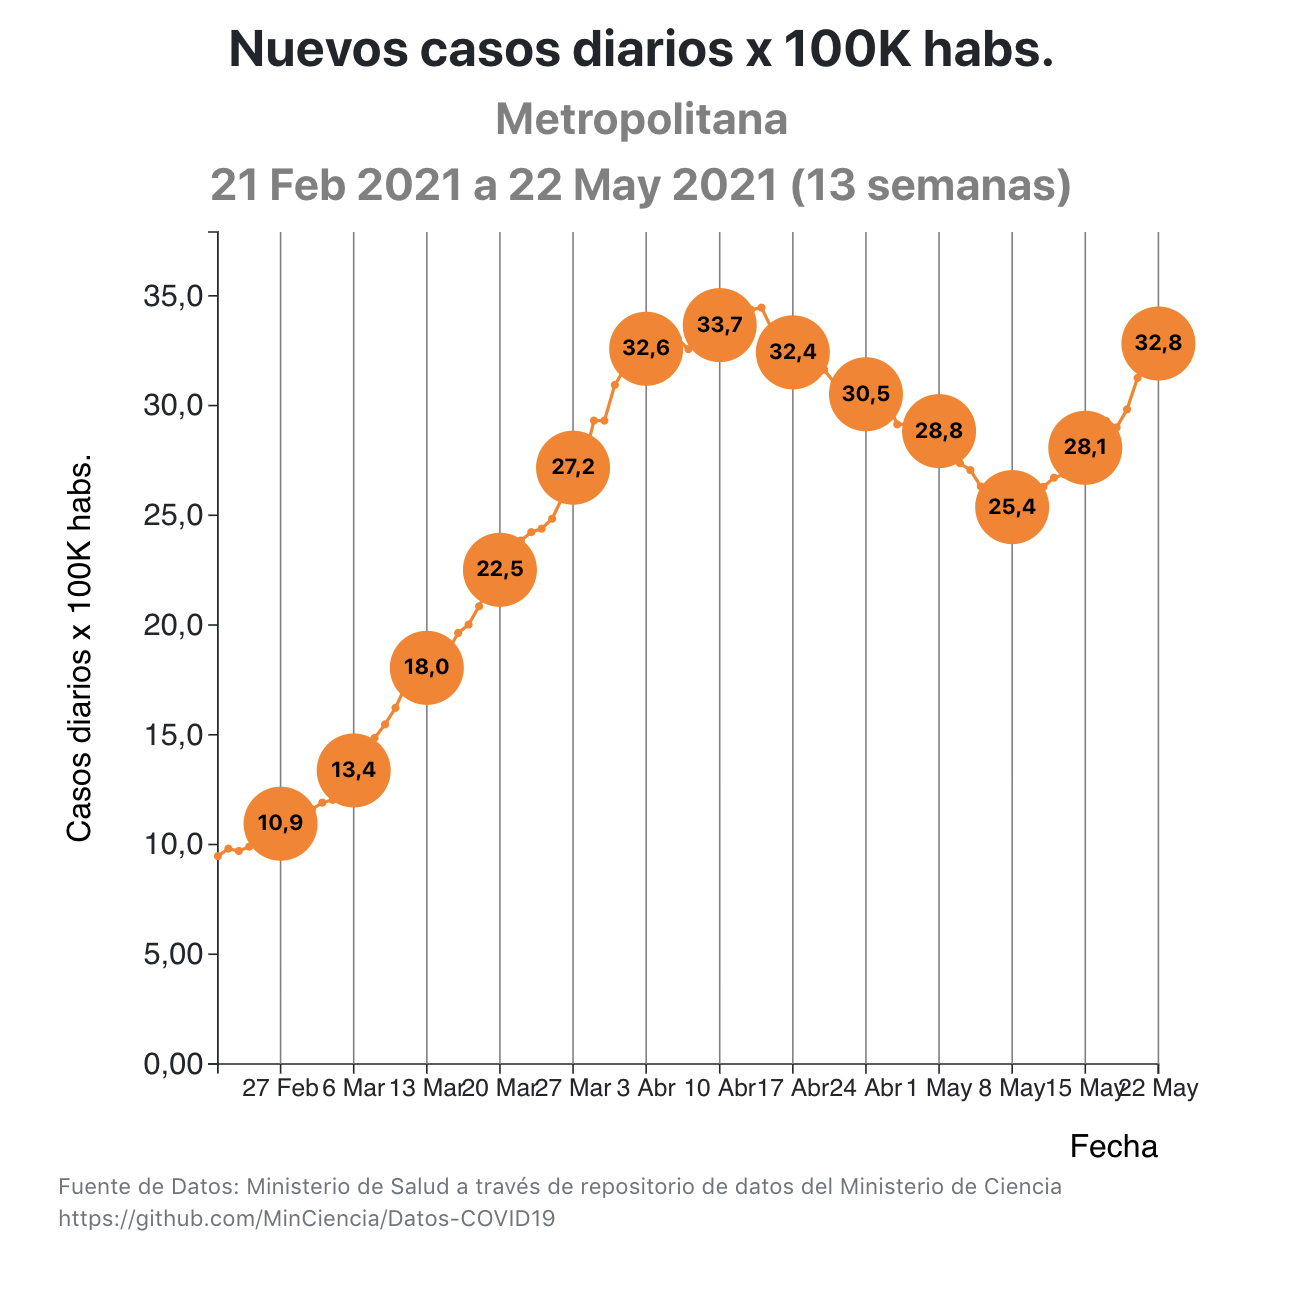 Nuevos casos diarios x 100K habs.
Metropolitana
21 Feb 2021 a 22 May 2021 (13 semanas)
Casos diarios x 100K habs.
35,0
30,0
25,0
20,0
15,0
10,0
5,00
0,00
10,9
13,4
18,0
22,5
27,2
32,6
33,7
32,4
30,5
28,8
25,4
28,1
32,8
27 Feb 6 Mar 13 Mar 20 Mar 27 Mar 3 Abr 10 Abr 17 Abr 24 Abr 1 May 8 May 15 May 22 May
Fecha
Fuente de Datos: Ministerio de Salud a través de repositorio de datos del Ministerio de Ciencia
https://github.com/MinCiencia/Datos-COVID19